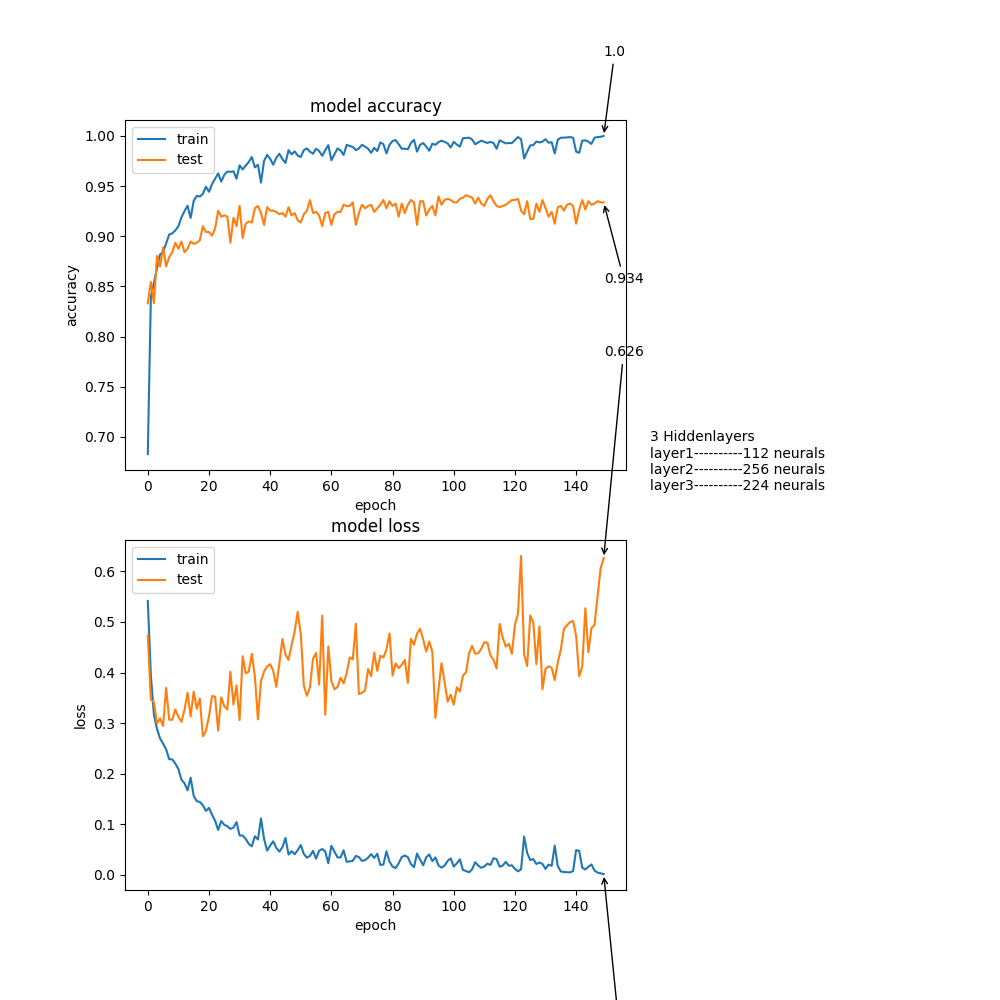 1.0
model accuracy
train
test
1.00
0.95
0.90
0.85
0.80
0.75
0.70
accuracy
0.934
0.626
0 20 40 60 80 100 120 140
epoch
3 Hiddenlayers
layer1----------112 neurals
layer2----------256 neurals
layer3----------224 neurals
model loss
train
test
0.6
0.5
0.4
0.3
0.2
0.1
0.0
loss
0 20 40 60 80 100 120 140
epoch